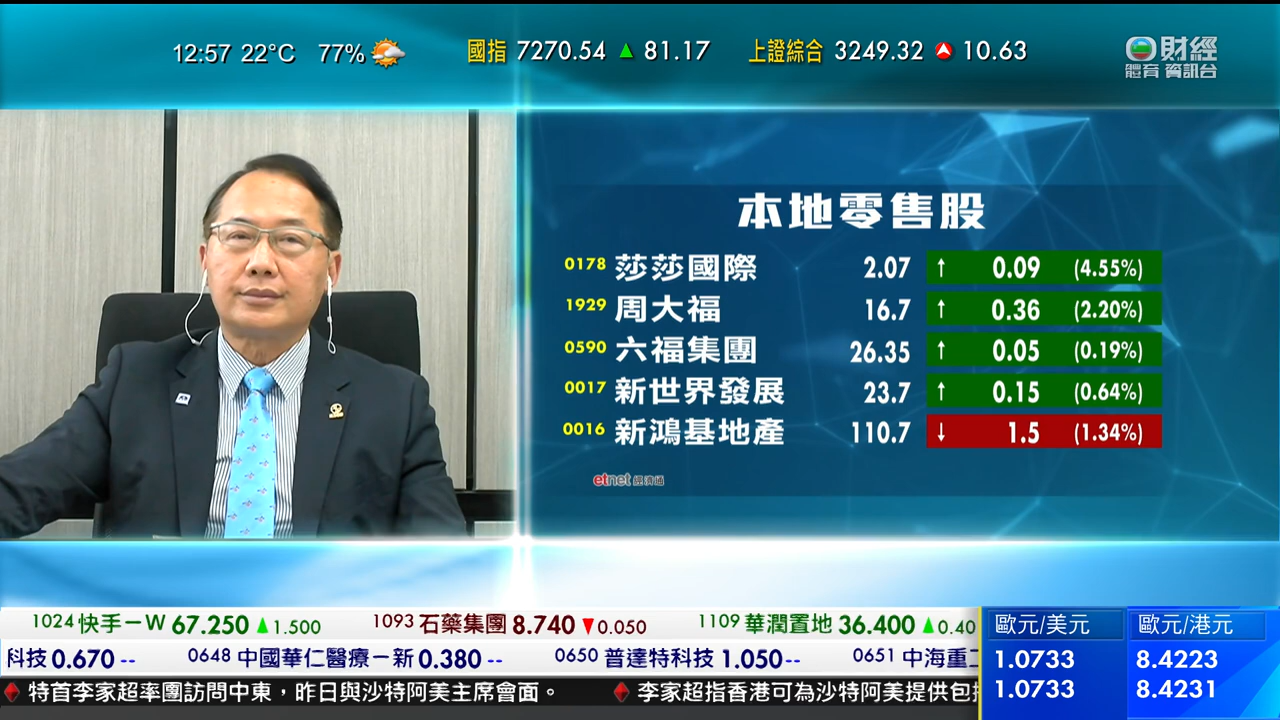 12:57 22°C 77% 國指 7270.54 ▲ 81.17 上證綜合 3249.32 10.63
財經
體育 資訊台
本地零售股
0178 莎莎國際 2.07 ↑ 0.09 (4.55%)
1929 周大福 16.7 ↑ 0.36 (2.20%)
0590 六福集團 26.35 ↑ 0.05 (0.19%)
0017 新世界發展 23.7 ↑ 0.15 (0.64%)
0016 新鴻基地產 110.7 ↓ 1.5 (1.34%)
etnet 經濟通
1024 快手－W 67.250 ▲ 1.500 1093 石藥集團 8.740 ▼ 0.050 1109 華潤置地 36.400 ▲ 0.40
科技 0.670 -- 0648 中國華仁醫療－新 0.380 -- 0650 普達特科技 1.050 -- 0651 中海重工
特首李家超率團訪問中東，昨日與沙特阿美主席會面。 李家超指香港可為沙特阿美提供包
歐元/美元 歐元/港元
1.0733 8.4223
1.0733 8.4231